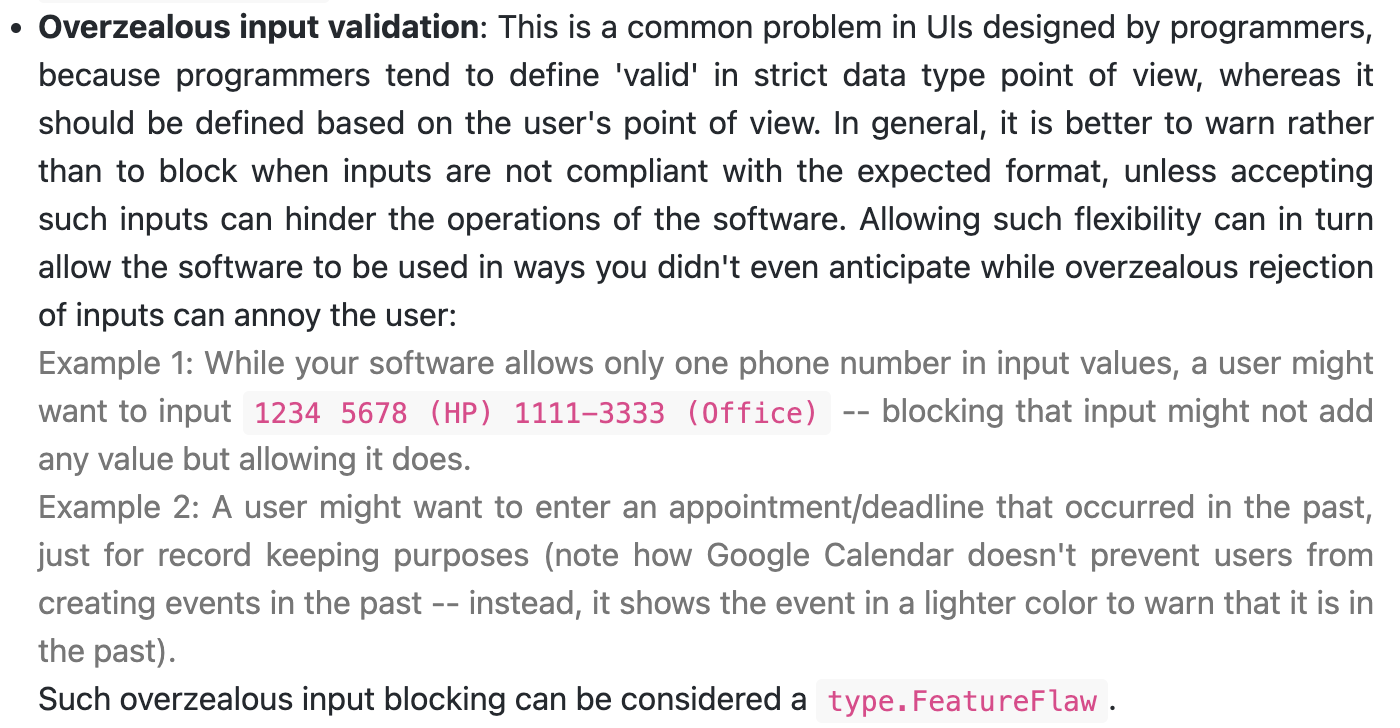 • Overzealous input validation: This is a common problem in UIs designed by programmers,
because programmers tend to define 'valid' in strict data type point of view, whereas it
should be defined based on the user's point of view. In general, it is better to warn rather
than to block when inputs are not compliant with the expected format, unless accepting
such inputs can hinder the operations of the software. Allowing such flexibility can in turn
allow the software to be used in ways you didn't even anticipate while overzealous rejection
of inputs can annoy the user:
Example 1: While your software allows only one phone number in input values, a user might
want to input 1234 5678 (HP) 1111-3333 (Office) -- blocking that input might not add
any value but allowing it does.
Example 2: A user might want to enter an appointment/deadline that occurred in the past,
just for record keeping purposes (note how Google Calendar doesn't prevent users from
creating events in the past -- instead, it shows the event in a lighter color to warn that it is in
the past).
Such overzealous input blocking can be considered a type.FeatureFlaw.